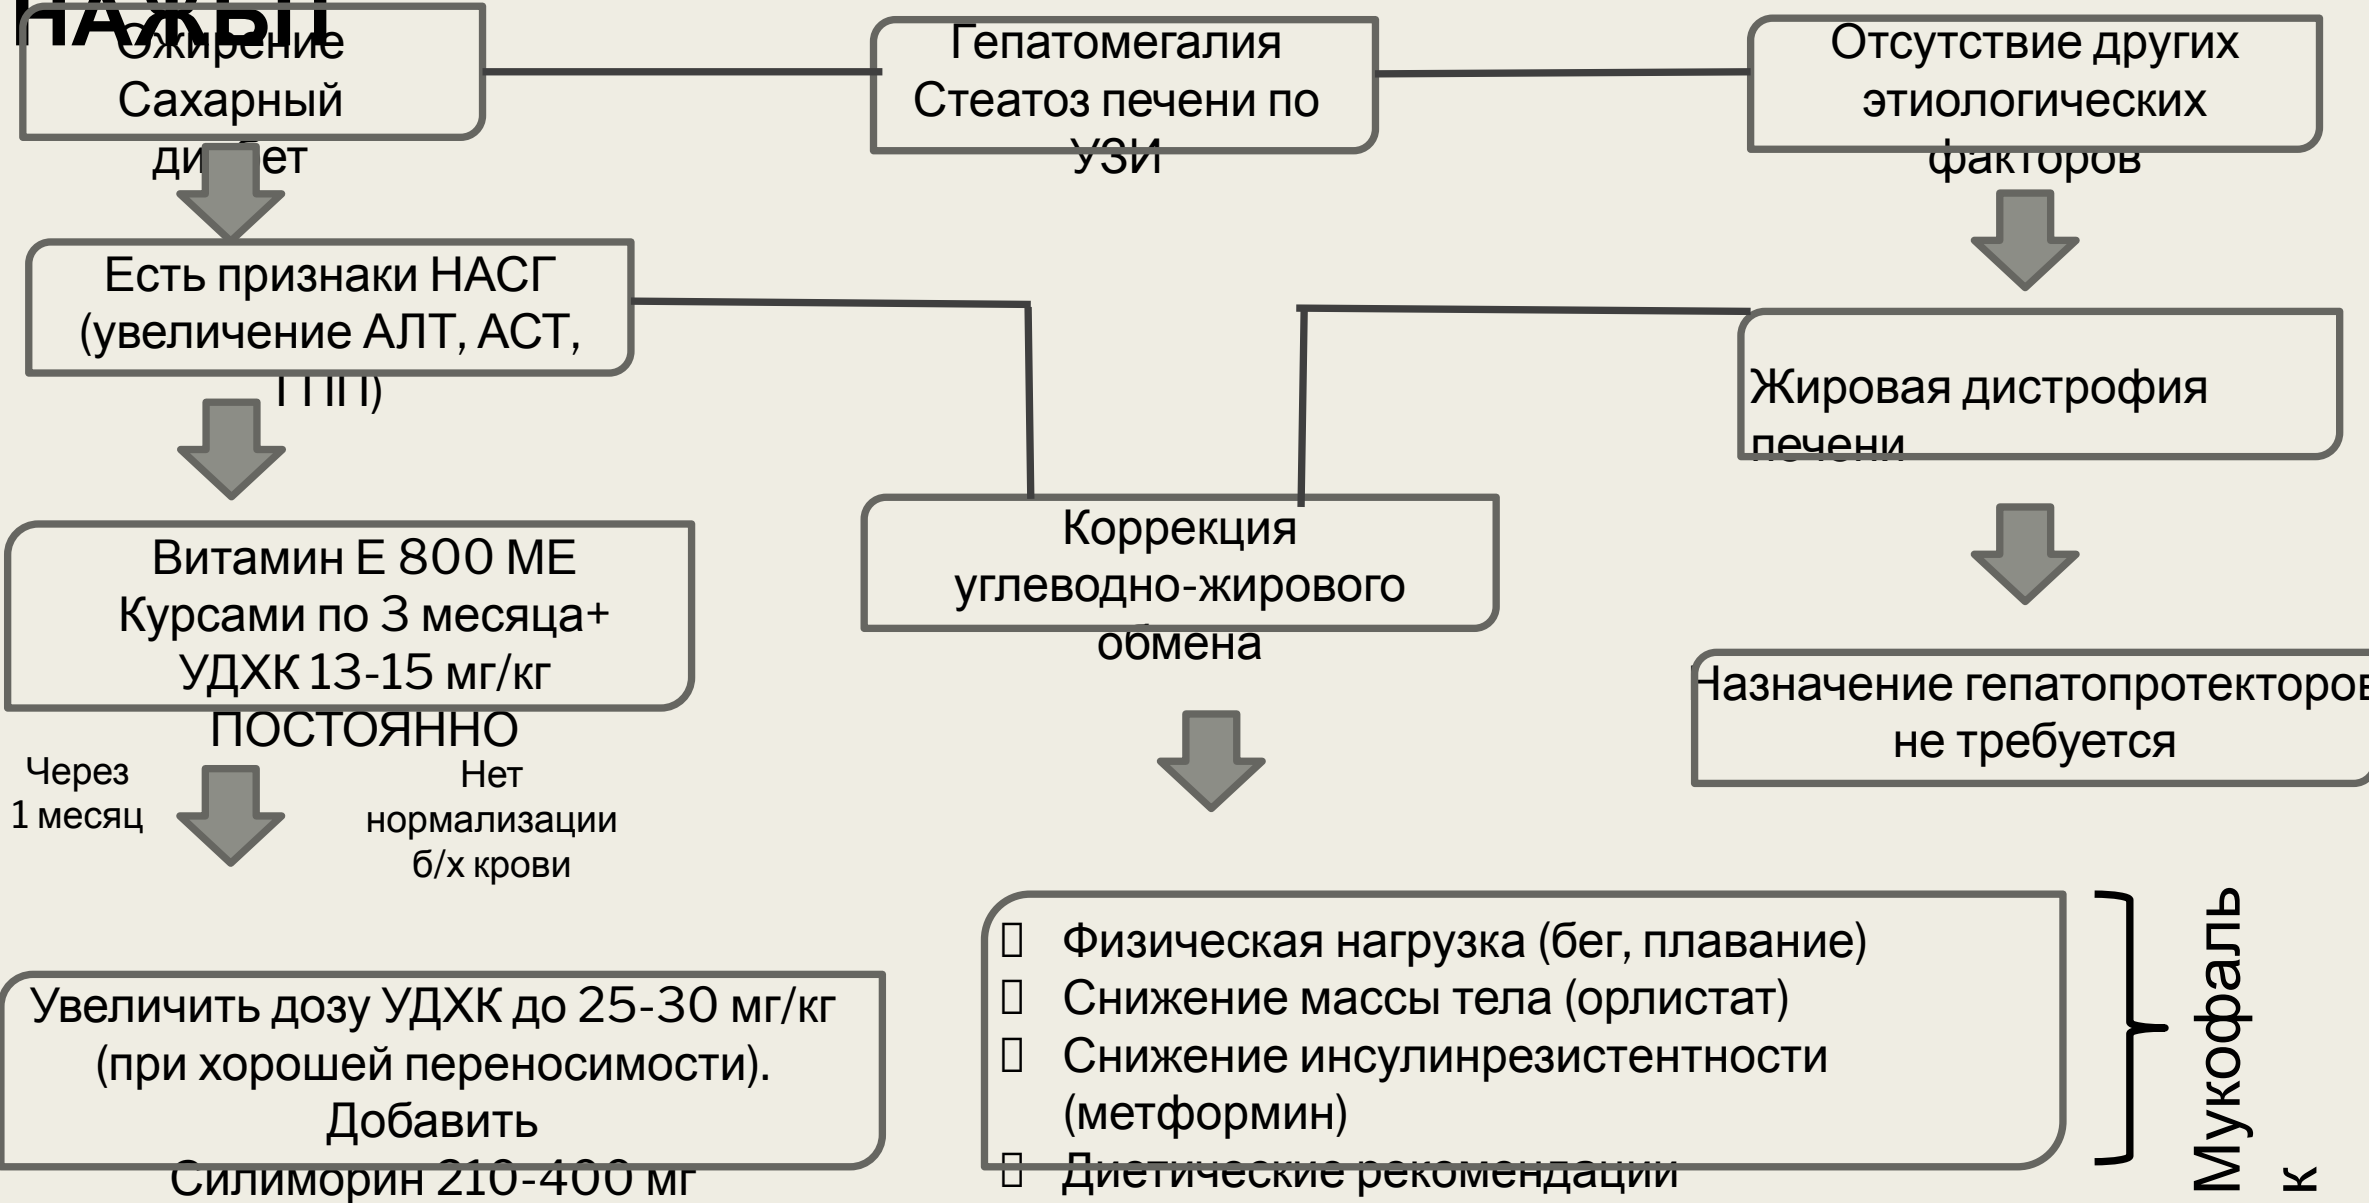 НАЖБП
Ожирение
Сахарный
диабет
Гепатомегалия
Стеатоз печени по
УЗИ
Отсутствие других
этиологических
факторов
Есть признаки НАСГ
(увеличение АЛТ, АСТ,
ГПП)
Жировая дистрофия
печени
Витамин Е 800 МЕ
Курсами по 3 месяца+
УДХК 13-15 мг/кг
ПОСТОЯННО
Коррекция
углеводно-жирового
обмена
Назначение гепатопротекторов
не требуется
Через
1 месяц
Нет
нормализации
б/х крови
Увеличить дозу УДХК до 25-30 мг/кг
(при хорошей переносимости).
Добавить
Силиморин 210-400 мг
Физическая нагрузка (бег, плавание)
Снижение массы тела (орлистат)
Снижение инсулинрезистентности
(метформин)
Диетические рекомендации
Мукофаль
к